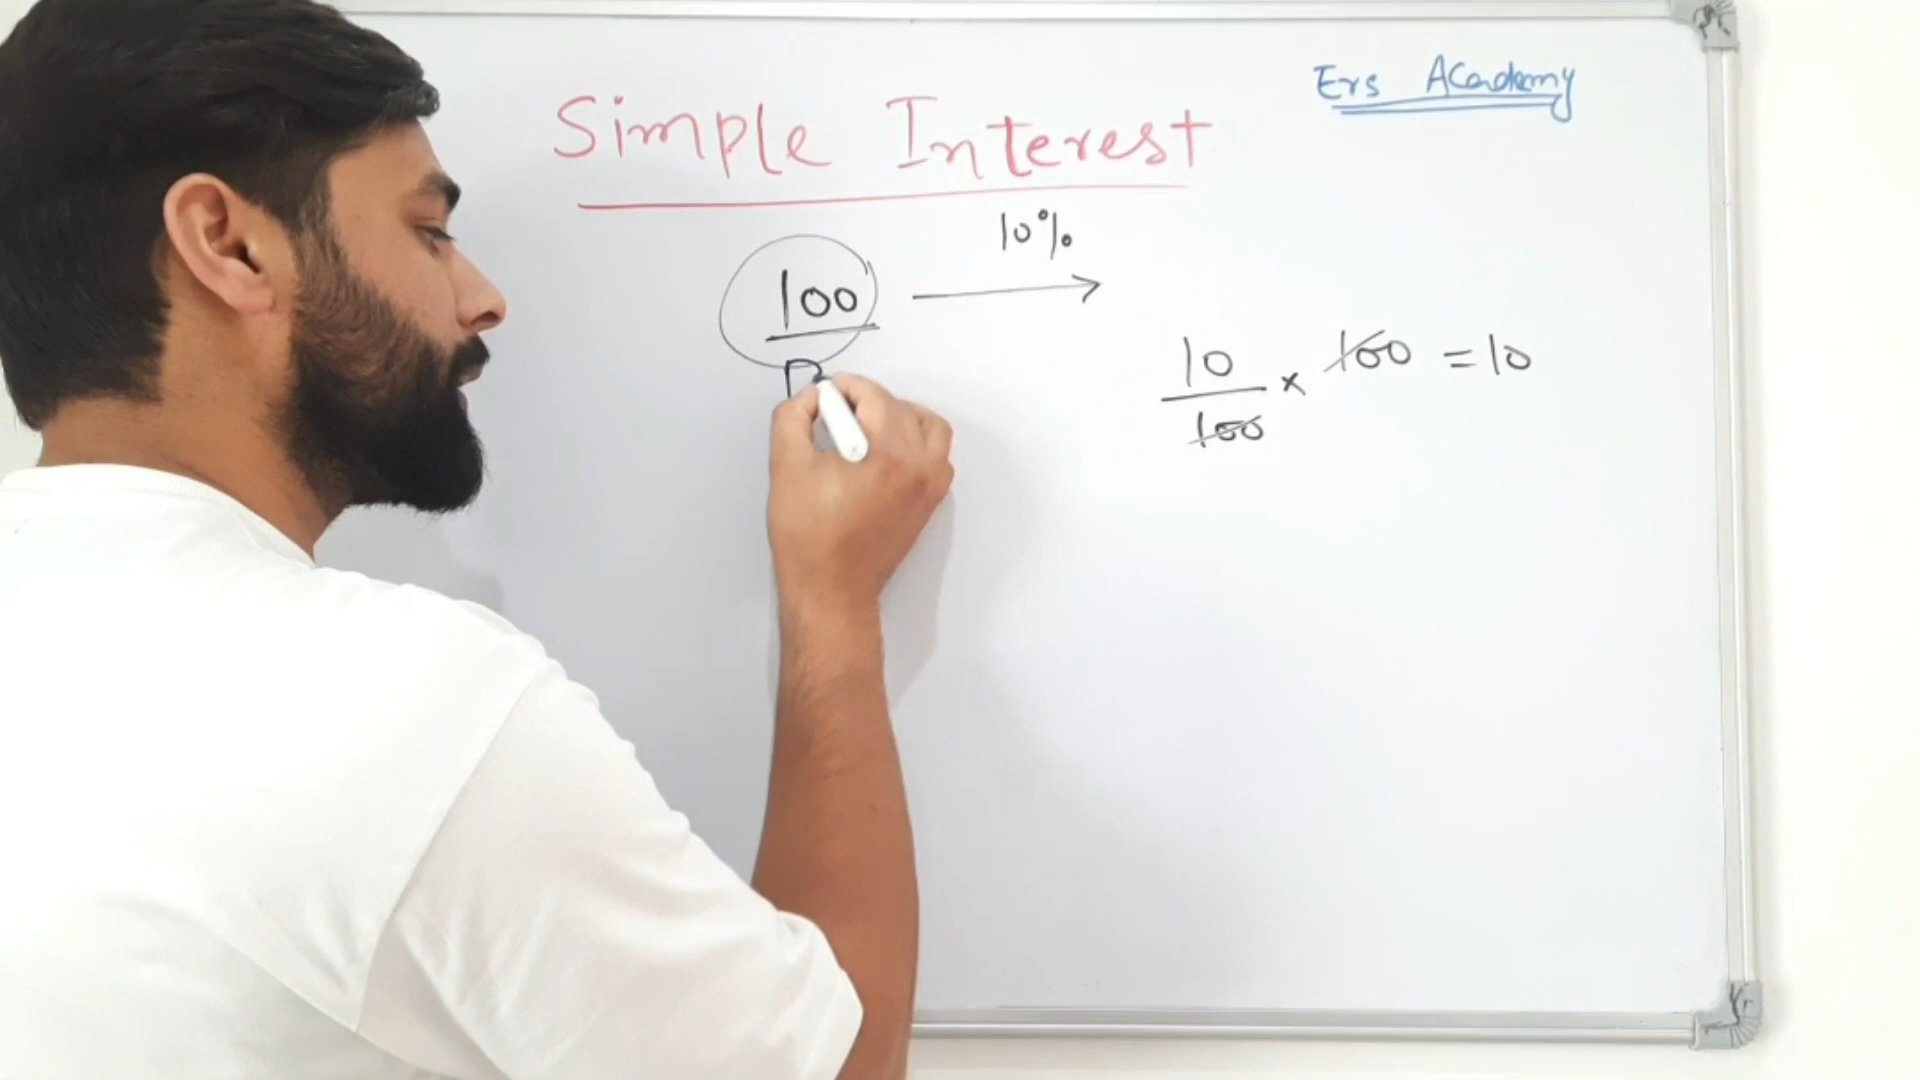 Ers Academy
Simple Interest
10%
100
10/100 × 100 = 10
P